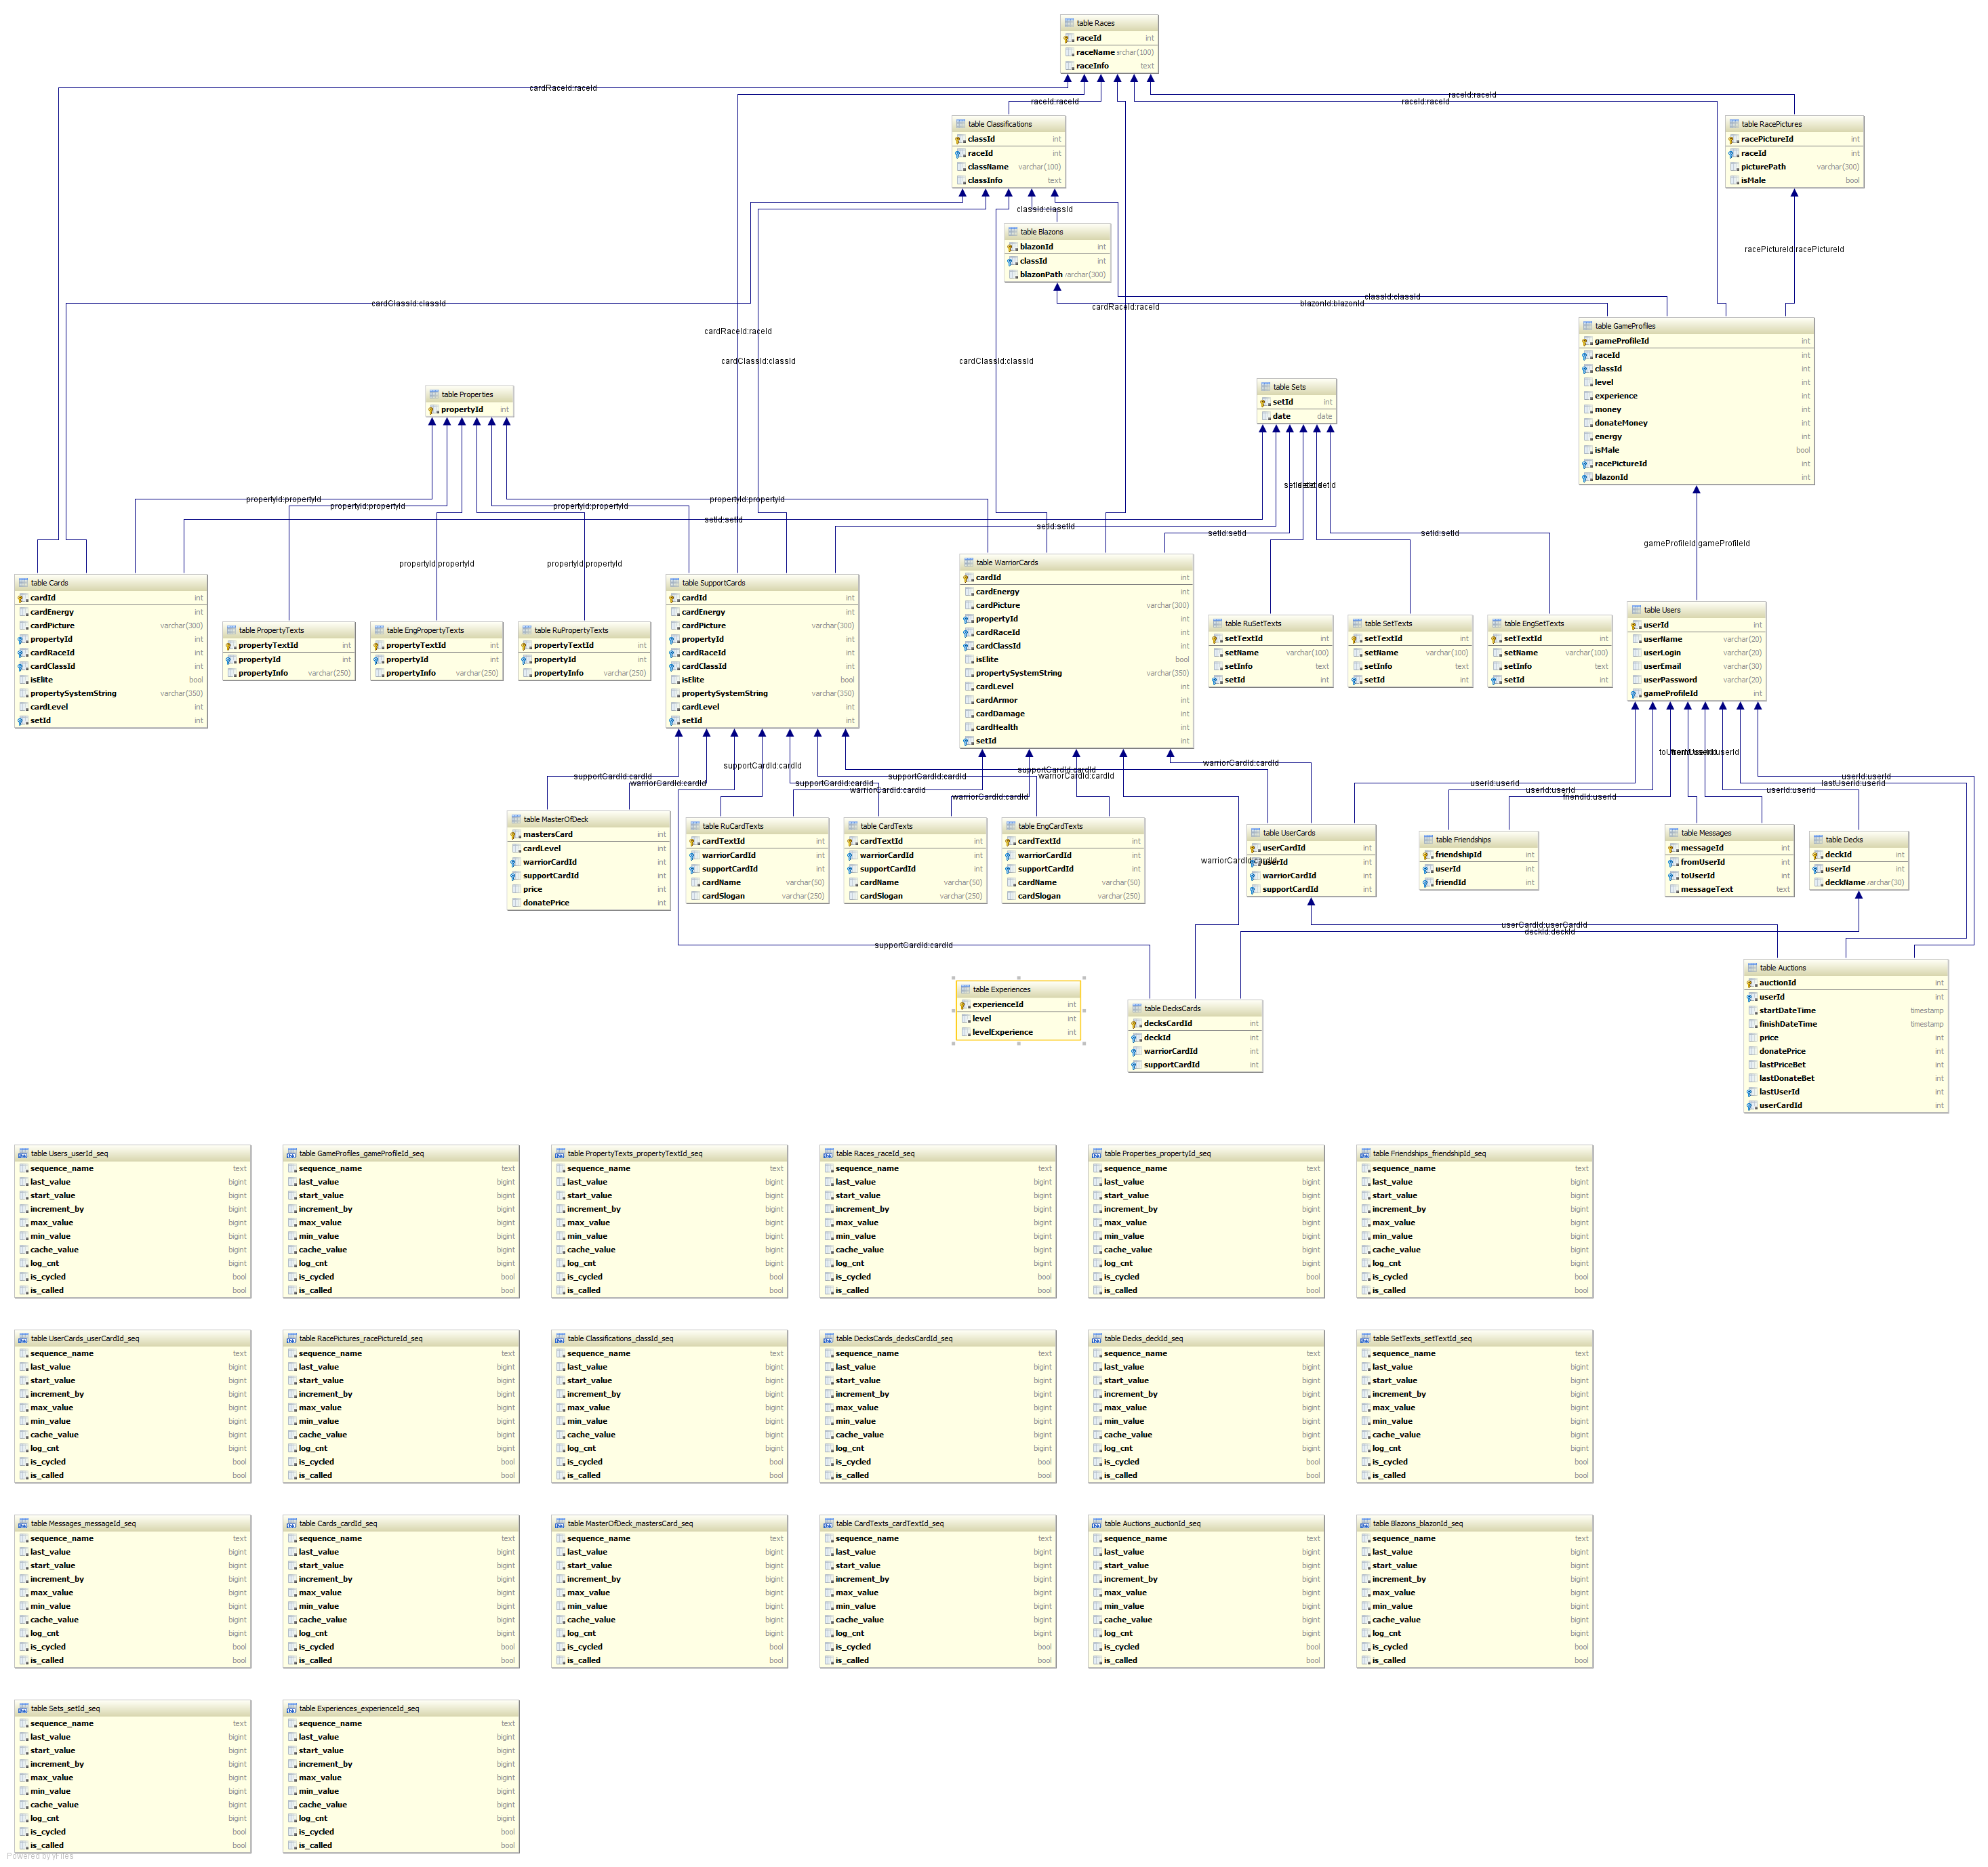 table Races
raceId int
raceName rchar(100)
raceInfo text
cardRaceId:raceId
raceId:raceId
raceId:raceId
raceId:raceId
table Classifications
classId int
raceId int
className varchar(100)
classInfo text
table RacePictures
racePictureId int
raceId int
picturePath varchar(300)
isMale bool
classId:classId
table Blazons
blazonId int
classId int
blazonPath varchar(300)
racePictureId:racePictureId
cardClassId:classId
cardRaceId:raceId
blazonId:blazonId
classId:classId
cardRaceId:raceId
cardClassId:classId
cardClassId:classId
table GameProfiles
gameProfileId int
raceId int
classId int
level int
experience int
money int
donateMoney int
energy int
isMale bool
racePictureId int
blazonId int
table Properties
propertyId int
table Sets
setId int
date date
propertyId:propertyId
propertyId:propertyId
propertyId:propertyId
propertyId:propertyId
setId:setId
setId:setId
setId:setId
setId:setId
gameProfileId:gameProfileId
propertyId:propertyId
propertyId:propertyId
table Cards
cardId int
cardEnergy int
cardPicture varchar(300)
propertyId int
cardRaceId int
cardClassId int
isElite bool
propertySystemString varchar(350)
cardLevel int
setId int
table PropertyTexts
propertyTextId int
propertyId int
propertyInfo varchar(250)
table EngPropertyTexts
propertyTextId int
propertyId int
propertyInfo varchar(250)
table RuPropertyTexts
propertyTextId int
propertyId int
propertyInfo varchar(250)
table SupportCards
cardId int
cardEnergy int
cardPicture varchar(300)
propertyId int
cardRaceId int
cardClassId int
isElite bool
propertySystemString varchar(350)
cardLevel int
setId int
table WarriorCards
cardId int
cardEnergy int
cardPicture varchar(300)
propertyId int
cardRaceId int
cardClassId int
isElite bool
propertySystemString varchar(350)
cardLevel int
cardArmor int
cardDamage int
cardHealth int
setId int
table RuSetTexts
setTextId int
setName varchar(100)
setInfo text
setId int
table SetTexts
setTextId int
setName varchar(100)
setInfo text
setId int
table EngSetTexts
setTextId int
setName varchar(100)
setInfo text
setId int
table Users
userId int
userName varchar(20)
userLogin varchar(20)
userEmail varchar(30)
userPassword varchar(20)
gameProfileId int
supportCardId:cardId
warriorCardId:cardId
supportCardId:cardId
supportCardId:cardId
warriorCardId:cardId
supportCardId:cardId
warriorCardId:cardId
supportCardId:cardId
warriorCardId:cardId
warriorCardId:cardId
userId:userId
userId:userId
friendId:userId
userId:userId
lastUserId:userId
userId:userId
table MasterOfDeck
mastersCard int
cardLevel int
warriorCardId int
supportCardId int
price int
donatePrice int
table RuCardTexts
cardTextId int
warriorCardId int
supportCardId int
cardName varchar(50)
cardSlogan varchar(250)
table CardTexts
cardTextId int
warriorCardId int
supportCardId int
cardName varchar(50)
cardSlogan varchar(250)
table EngCardTexts
cardTextId int
warriorCardId int
supportCardId int
cardName varchar(50)
cardSlogan varchar(250)
warriorCardId:cardId
table UserCards
userCardId int
userId int
warriorCardId int
supportCardId int
table Friendships
friendshipId int
userId int
friendId int
table Messages
messageId int
fromUserId int
toUserId int
messageText text
table Decks
deckId int
userId int
deckName varchar(30)
supportCardId:cardId
userCardId:userCardId
deckId:deckId
table Experiences
experienceId int
level int
levelExperience int
table DecksCards
decksCardId int
deckId int
warriorCardId int
supportCardId int
table Auctions
auctionId int
userId int
startDateTime timestamp
finishDateTime timestamp
price int
donatePrice int
lastPriceBet int
lastDonateBet int
lastUserId int
userCardId int
table Users_userId_seq
sequence_name text
last_value bigint
start_value bigint
increment_by bigint
max_value bigint
min_value bigint
cache_value bigint
log_cnt bigint
is_cycled bool
is_called bool
table GameProfiles_gameProfileId_seq
sequence_name text
last_value bigint
start_value bigint
increment_by bigint
max_value bigint
min_value bigint
cache_value bigint
log_cnt bigint
is_cycled bool
is_called bool
table PropertyTexts_propertyTextId_seq
sequence_name text
last_value bigint
start_value bigint
increment_by bigint
max_value bigint
min_value bigint
cache_value bigint
log_cnt bigint
is_cycled bool
is_called bool
table Races_raceId_seq
sequence_name text
last_value bigint
start_value bigint
increment_by bigint
max_value bigint
min_value bigint
cache_value bigint
log_cnt bigint
is_cycled bool
is_called bool
table Properties_propertyId_seq
sequence_name text
last_value bigint
start_value bigint
increment_by bigint
max_value bigint
min_value bigint
cache_value bigint
log_cnt bigint
is_cycled bool
is_called bool
table Friendships_friendshipId_seq
sequence_name text
last_value bigint
start_value bigint
increment_by bigint
max_value bigint
min_value bigint
cache_value bigint
log_cnt bigint
is_cycled bool
is_called bool
table UserCards_userCardId_seq
sequence_name text
last_value bigint
start_value bigint
increment_by bigint
max_value bigint
min_value bigint
cache_value bigint
log_cnt bigint
is_cycled bool
is_called bool
table RacePictures_racePictureId_seq
sequence_name text
last_value bigint
start_value bigint
increment_by bigint
max_value bigint
min_value bigint
cache_value bigint
log_cnt bigint
is_cycled bool
is_called bool
table Classifications_classId_seq
sequence_name text
last_value bigint
start_value bigint
increment_by bigint
max_value bigint
min_value bigint
cache_value bigint
log_cnt bigint
is_cycled bool
is_called bool
table DecksCards_decksCardId_seq
sequence_name text
last_value bigint
start_value bigint
increment_by bigint
max_value bigint
min_value bigint
cache_value bigint
log_cnt bigint
is_cycled bool
is_called bool
table Decks_deckId_seq
sequence_name text
last_value bigint
start_value bigint
increment_by bigint
max_value bigint
min_value bigint
cache_value bigint
log_cnt bigint
is_cycled bool
is_called bool
table SetTexts_setTextId_seq
sequence_name text
last_value bigint
start_value bigint
increment_by bigint
max_value bigint
min_value bigint
cache_value bigint
log_cnt bigint
is_cycled bool
is_called bool
table Messages_messageId_seq
sequence_name text
last_value bigint
start_value bigint
increment_by bigint
max_value bigint
min_value bigint
cache_value bigint
log_cnt bigint
is_cycled bool
is_called bool
table Cards_cardId_seq
sequence_name text
last_value bigint
start_value bigint
increment_by bigint
max_value bigint
min_value bigint
cache_value bigint
log_cnt bigint
is_cycled bool
is_called bool
table MasterOfDeck_mastersCard_seq
sequence_name text
last_value bigint
start_value bigint
increment_by bigint
max_value bigint
min_value bigint
cache_value bigint
log_cnt bigint
is_cycled bool
is_called bool
table CardTexts_cardTextId_seq
sequence_name text
last_value bigint
start_value bigint
increment_by bigint
max_value bigint
min_value bigint
cache_value bigint
log_cnt bigint
is_cycled bool
is_called bool
table Auctions_auctionId_seq
sequence_name text
last_value bigint
start_value bigint
increment_by bigint
max_value bigint
min_value bigint
cache_value bigint
log_cnt bigint
is_cycled bool
is_called bool
table Blazons_blazonId_seq
sequence_name text
last_value bigint
start_value bigint
increment_by bigint
max_value bigint
min_value bigint
cache_value bigint
log_cnt bigint
is_cycled bool
is_called bool
table Sets_setId_seq
sequence_name text
last_value bigint
start_value bigint
increment_by bigint
max_value bigint
min_value bigint
cache_value bigint
log_cnt bigint
is_cycled bool
is_called bool
table Experiences_experienceId_seq
sequence_name text
last_value bigint
start_value bigint
increment_by bigint
max_value bigint
min_value bigint
cache_value bigint
log_cnt bigint
is_cycled bool
is_called bool
Powered by yFiles